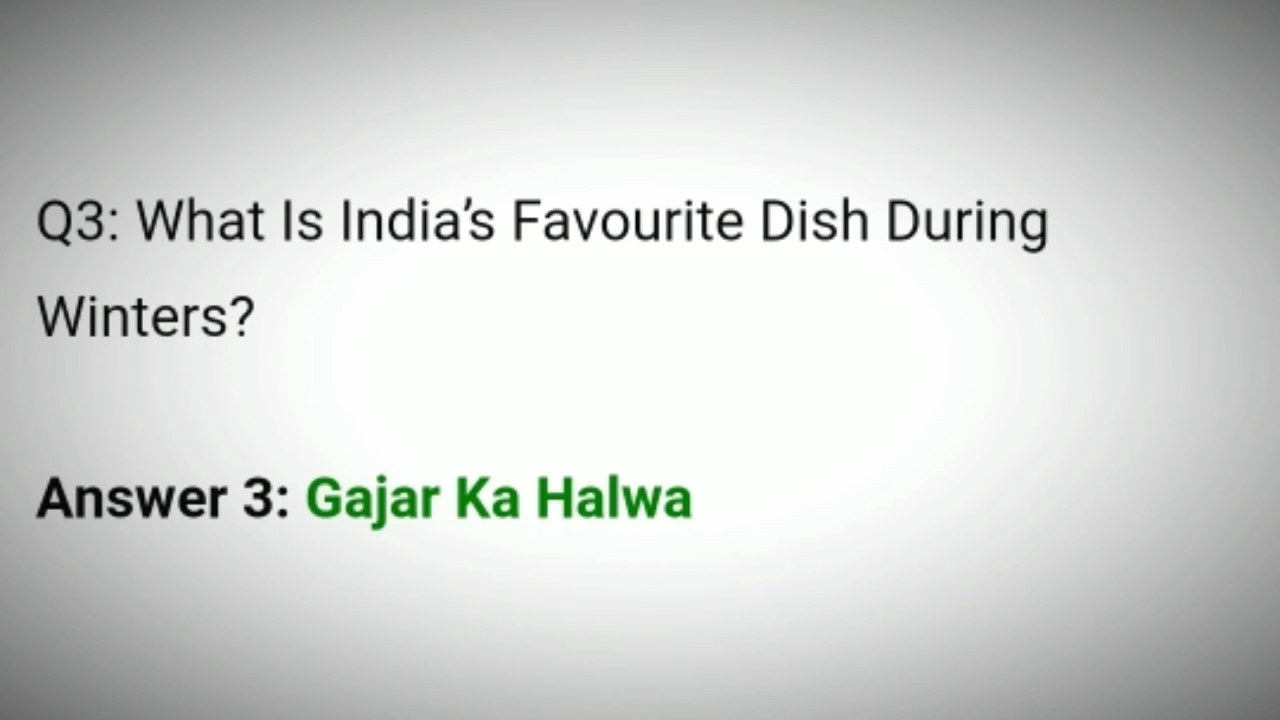 Q3: What Is India’s Favourite Dish During
Winters?
Answer 3: Gajar Ka Halwa